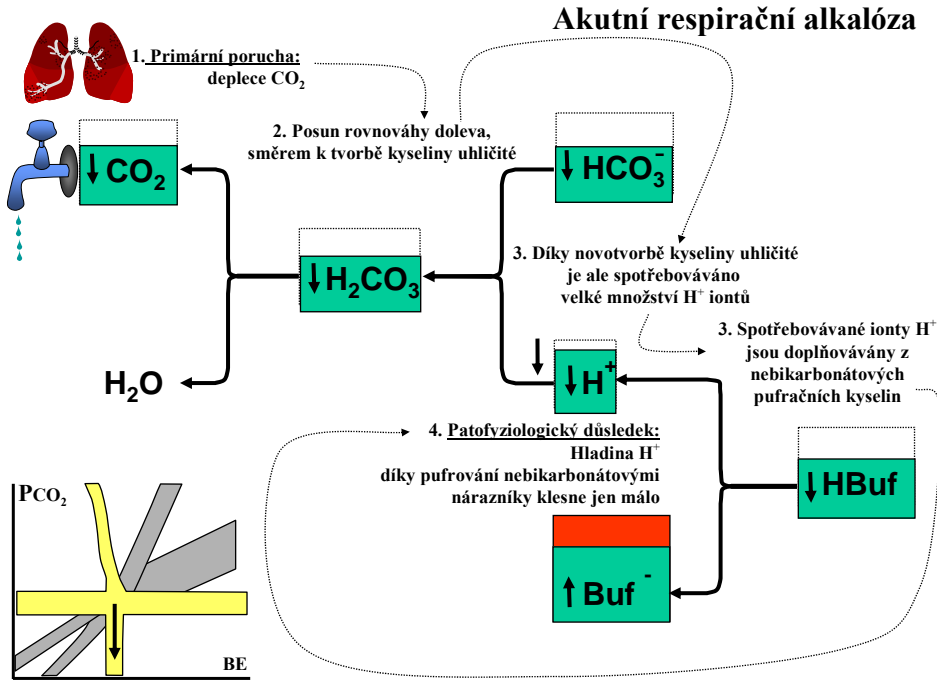 Akutní respirační alkalóza
1. Primární porucha:
deplece CO₂
2. Posun rovnováhy doleva,
směrem k tvorbě kyseliny uhličité
↓ CO₂
↓ HCO₃⁻
3. Díky novotvorbě kyseliny uhličité
je ale spotřebováváno
velké množství H⁺ iontů
↓ H₂CO₃
3. Spotřebovávané ionty H⁺
jsou doplňovávány z
nebikarbonátových
pufračních kyselin
H₂O
↓ H⁺
4. Patofyziologický důsledek:
Hladina H⁺
díky pufrování nebikarbonátovými
nárazníky klesne jen málo
↓ HBuf
↑ Buf⁻
PCO₂
BE